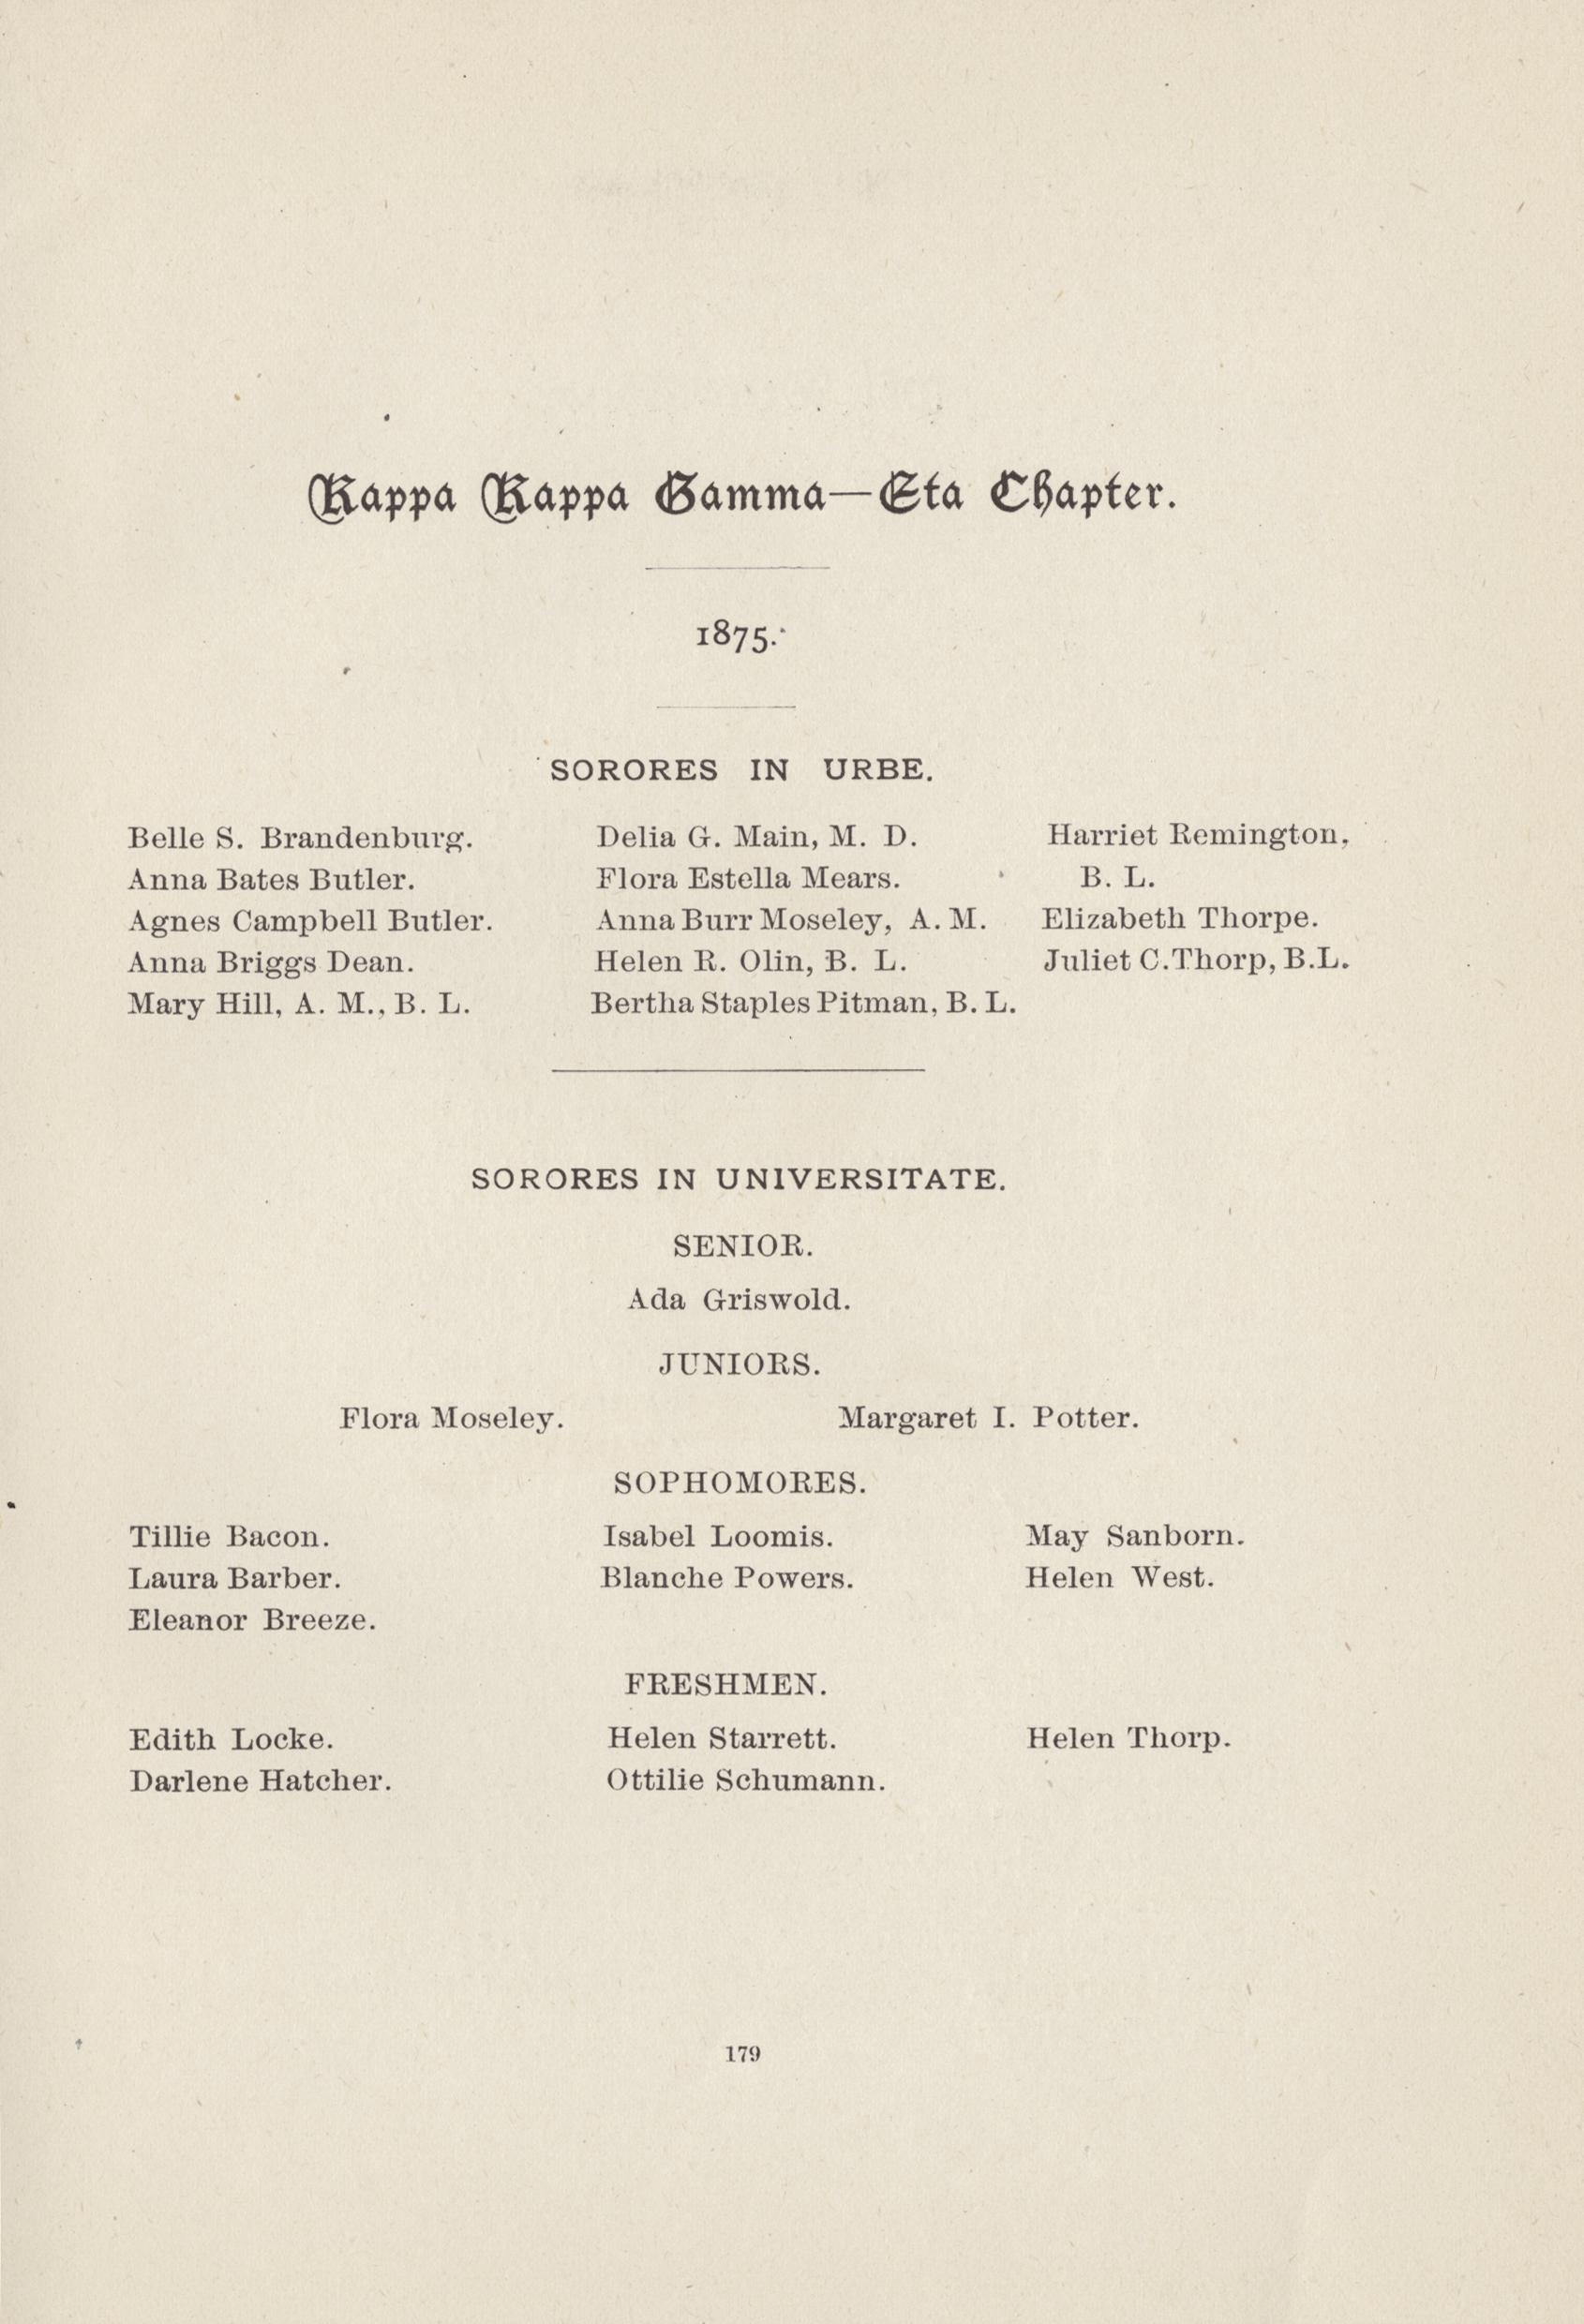 Kappa Kappa Gamma—Eta Chapter.
1875.
SORORES IN URBE.
Belle S. Brandenburg.
Anna Bates Butler.
Agnes Campbell Butler.
Anna Briggs Dean.
Mary Hill, A. M., B. L.
Delia G. Main, M. D.
Flora Estella Mears.
Anna Burr Moseley, A. M.
Helen R. Olin, B. L.
Bertha Staples Pitman, B. L.
Harriet Remington,
B. L.
Elizabeth Thorpe.
Juliet C. Thorp, B.L.
SORORES IN UNIVERSITATE.
SENIOR.
Ada Griswold.
JUNIORS.
Flora Moseley. Margaret I. Potter.
SOPHOMORES.
Tillie Bacon.
Laura Barber.
Eleanor Breeze.
Isabel Loomis.
Blanche Powers.
May Sanborn.
Helen West.
FRESHMEN.
Edith Locke.
Darlene Hatcher.
Helen Starrett.
Ottilie Schumann.
Helen Thorp.
179